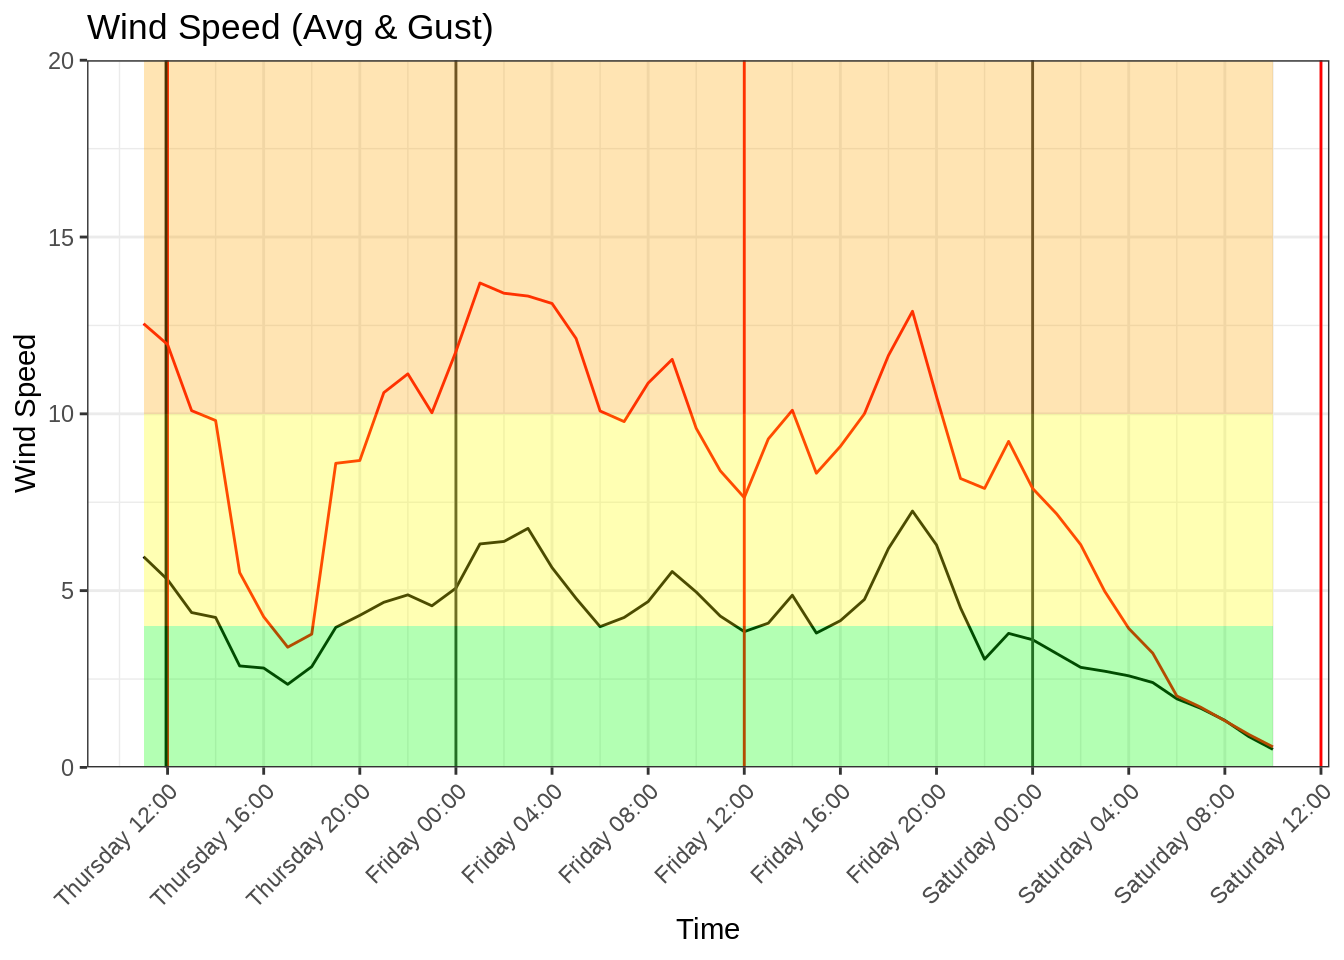 Wind Speed (Avg & Gust)
20
15
10
5
0
Wind Speed
Thursday 12:00
Thursday 16:00
Thursday 20:00
Friday 00:00
Friday 04:00
Friday 08:00
Friday 12:00
Friday 16:00
Friday 20:00
Saturday 00:00
Saturday 04:00
Saturday 08:00
Saturday 12:00
Time